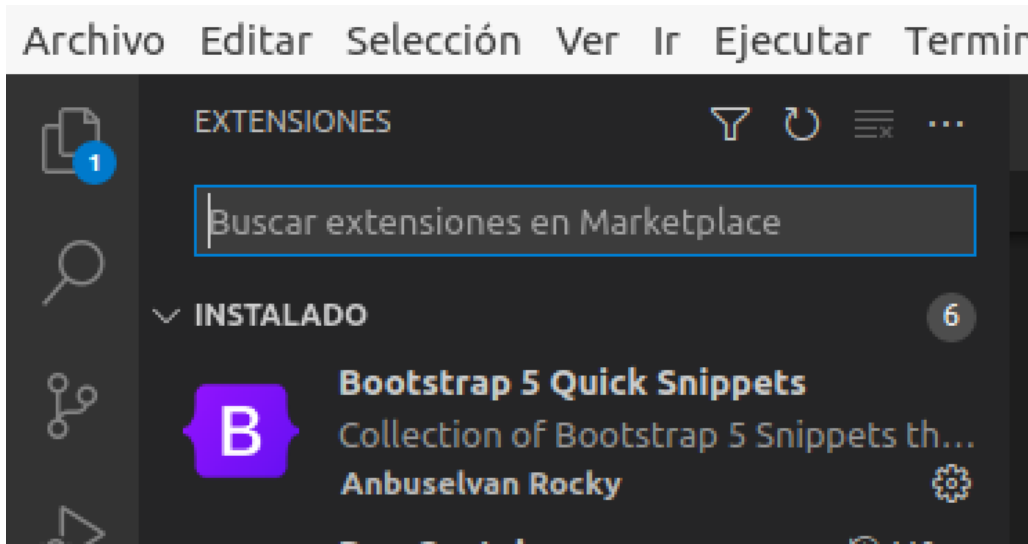 Archivo Editar Selección Ver Ir Ejecutar
EXTENSIONES
1
Buscar extensiones en Marketplace
INSTALADO 6
B
Bootstrap 5 Quick Snippets
Collection of Bootstrap 5 Snippets th...
Anbuselvan Rocky